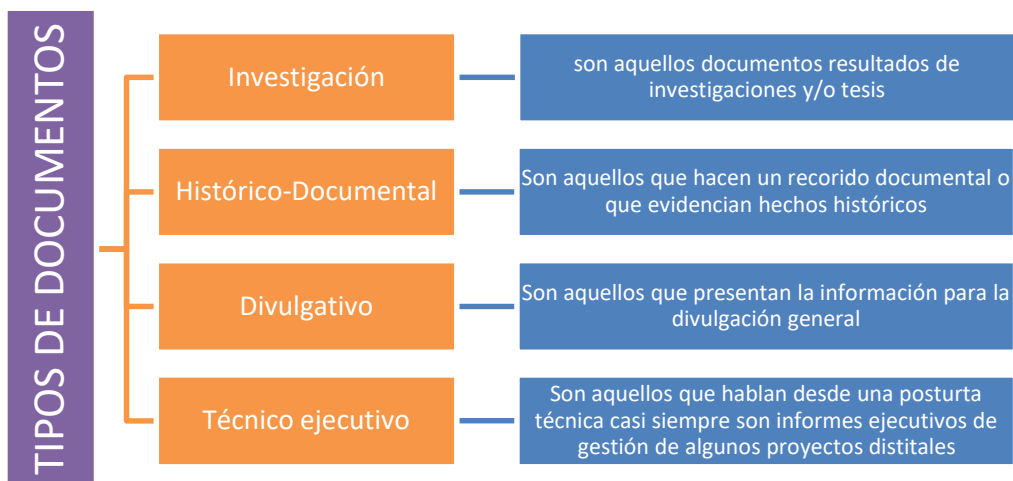 TIPOS DE DOCUMENTOS
Investigación
son aquellos documentos resultados de
investigaciones y/o tesis
Histórico-Documental
Son aquellos que hacen un recorido documental o
que evidencian hechos históricos
Divulgativo
Son aquellos que presentan la información para la
divulgación general
Técnico ejecutivo
Son aquellos que hablan desde una posturta
técnica casi siempre son informes ejecutivos de
gestión de algunos proyectos distitales